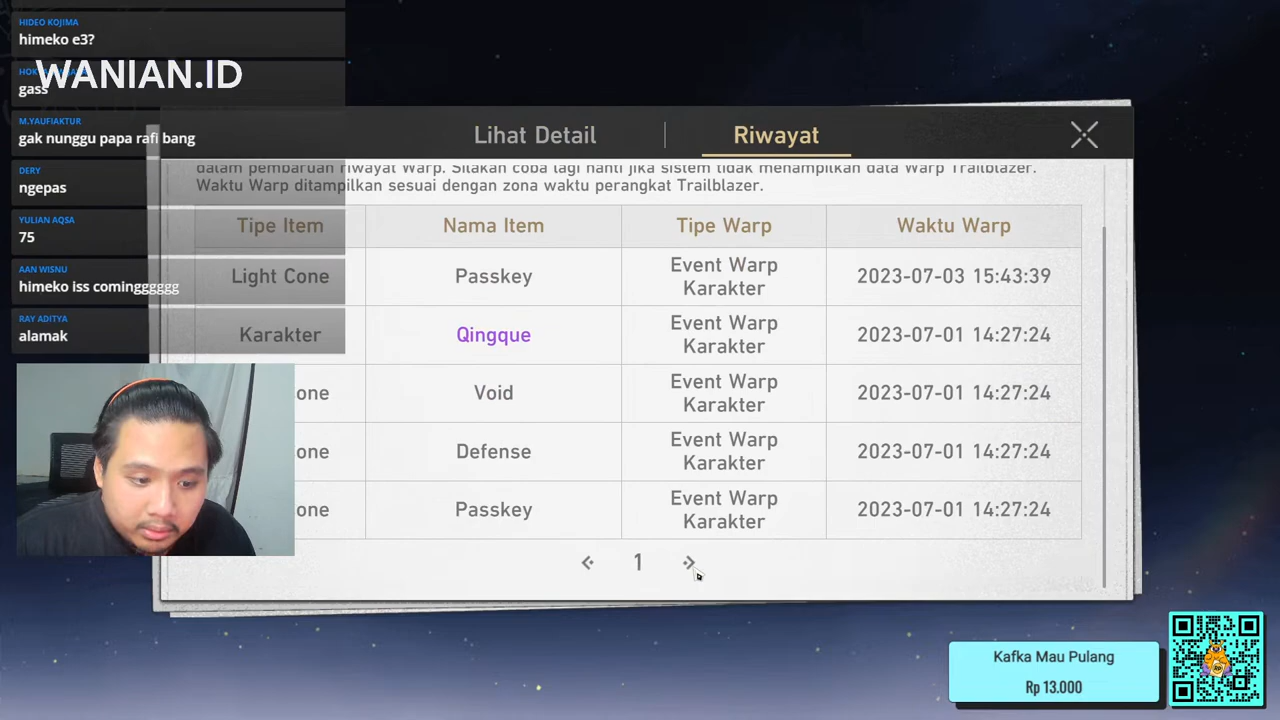 HIDEO KOJIMA
himeko e3?
WANIAN.ID
gass
M.YAUFIAKTUR
gak nunggu papa rafi bang
DERY
ngepas
YULIAN AQSA
75
AAN WISNU
himeko iss comingggggg
RAY ADITYA
alamak
Lihat Detail
Riwayat
dalam pembaruan riwayat Warp. Silakan coba lagi nanti jika sistem tidak menampilkan data Warp Trailblazer.
Waktu Warp ditampilkan sesuai dengan zona waktu perangkat Trailblazer.
Tipe Item Nama Item Tipe Warp Waktu Warp
Light Cone Passkey Event Warp Karakter 2023-07-03 15:43:39
Karakter Qingque Event Warp Karakter 2023-07-01 14:27:24
one Void Event Warp Karakter 2023-07-01 14:27:24
one Defense Event Warp Karakter 2023-07-01 14:27:24
one Passkey Event Warp Karakter 2023-07-01 14:27:24
1
Kafka Mau Pulang
Rp 13.000